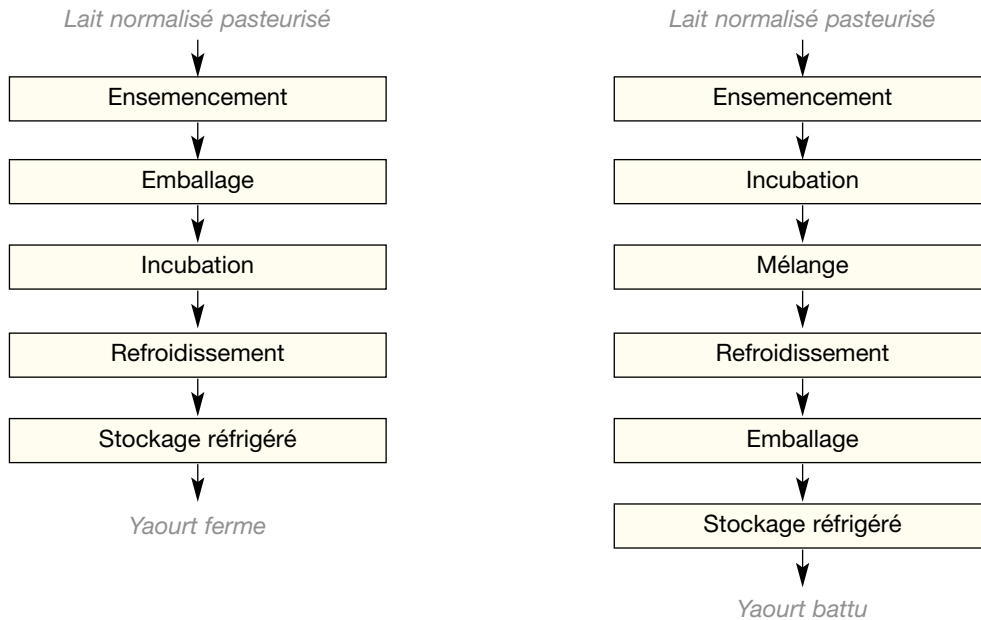 Lait normalisé pasteurisé
Ensemencement
Emballage
Incubation
Refroidissement
Stockage réfrigéré
Yaourt ferme
Lait normalisé pasteurisé
Ensemencement
Incubation
Mélange
Refroidissement
Emballage
Stockage réfrigéré
Yaourt battu